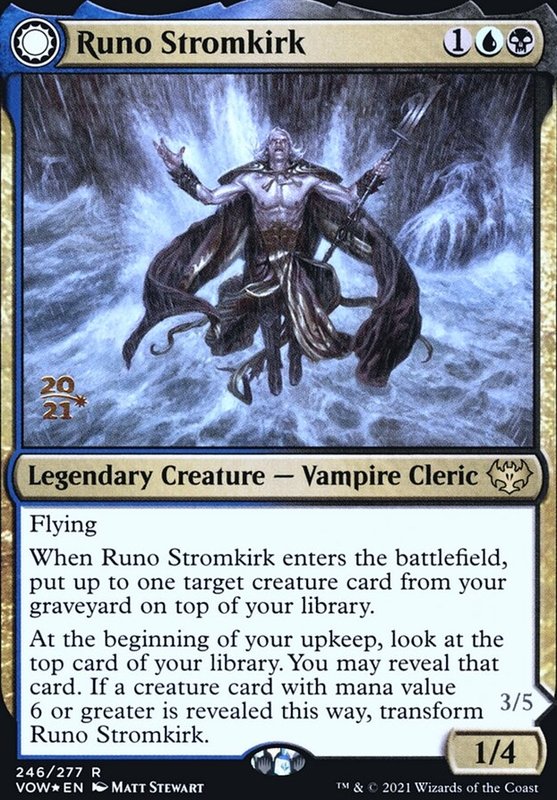 Runo Stromkirk 1
20
21
Legendary Creature — Vampire Cleric
Flying
When Runo Stromkirk enters the battlefield,
put up to one target creature card from your
graveyard on top of your library.
At the beginning of your upkeep, look at the
top card of your library. You may reveal that
card. If a creature card with mana value
6 or greater is revealed this way, transform
Runo Stromkirk.
3/5
1/4
246/277 R
VOW★EN MATT STEWART
™ & © 2021 Wizards of the Coast